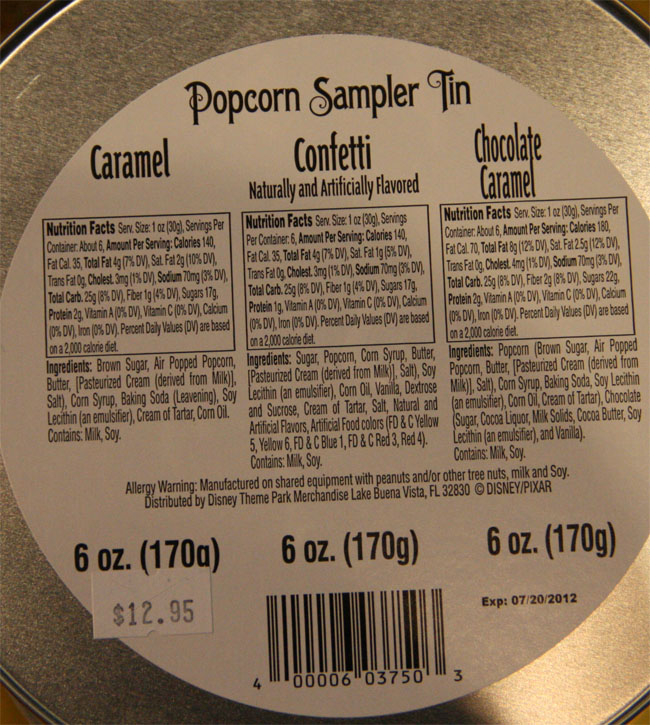 Popcorn Sampler Tin
Caramel
Nutrition Facts Serv. Size: 1 oz (30g), Servings Per
Container: About 6, Amount Per Serving: Calories 140,
Fat Cal. 35, Total Fat 4g (7% DV), Sat. Fat 2g (10% DV),
Trans Fat 0g, Cholest. 3mg (1% DV), Sodium 70mg (3% DV),
Total Carb. 25g (8% DV), Fiber 1g (4% DV), Sugars 17g,
Protein 2g, Vitamin A (0% DV), Vitamin C (0% DV), Calcium
(0% DV), Iron (0% DV). Percent Daily Values (DV) are based
on a 2,000 calorie diet.
Ingredients: Brown Sugar, Air Popped Popcorn,
Butter, [Pasteurized Cream (derived from Milk)],
Salt), Corn Syrup, Baking Soda (Leavening), Soy
Lecithin (an emulsifier), Cream of Tartar, Corn Oil.
Contains: Milk, Soy.
Confetti
Naturally and Artificially Flavored
Nutrition Facts Serv. Size: 1 oz (30g), Servings
Per Container: 6, Amount Per Serving: Calories 140,
Fat Cal. 35, Total Fat 4g (7% DV), Sat. Fat 1g (5% DV),
Trans Fat 0g, Cholest. 3mg (1% DV), Sodium 70mg (3% DV),
Total Carb. 25g (8% DV), Fiber 1g (4% DV), Sugars 17g,
Protein 1g, Vitamin A (0% DV), Vitamin C (0% DV), Calcium
(0% DV), Iron (0% DV). Percent Daily Values (DV) are based
on a 2,000 calorie diet.
Ingredients: Sugar, Popcorn, Corn Syrup, Butter,
[Pasteurized Cream (derived from Milk)], Salt), Soy
Lecithin (an emulsifier), Corn Oil, Vanilla, Dextrose
and Sucrose, Cream of Tartar, Salt, Natural and
Artificial Flavors, Artificial Food colors (FD & C Yellow
5, Yellow 6, FD & C Blue 1, FD & C Red 3, Red 4).
Contains: Milk, Soy.
Chocolate
Caramel
Nutrition Facts Serv. Size: 1 oz (30g), Servings Per
Container: About 6, Amount Per Serving: Calories 180,
Fat Cal. 70, Total Fat 8g (12% DV), Sat. Fat 2.5g (12% DV),
Trans Fat 0g, Cholest. 4mg (1% DV), Sodium 70mg (3% DV),
Total Carb. 25g (8% DV), Fiber 2g (8% DV), Sugars 22g,
Protein 2g, Vitamin A (0% DV), Vitamin C (0% DV), Calcium
(0% DV), Iron (0% DV). Percent Daily Values (DV) are based
on a 2,000 calorie diet.
Ingredients: Popcorn (Brown Sugar, Air Popped
Popcorn, Butter, [Pasteurized Cream (derived from
Milk)], Salt), Corn Syrup, Baking Soda, Soy Lecithin
(an emulsifier), Corn Oil, Cream of Tartar), Chocolate
(Sugar, Cocoa Liquor, Milk Solids, Cocoa Butter, Soy
Lecithin (an emulsifier), and Vanilla).
Contains: Milk, Soy.
Allergy Warning: Manufactured on shared equipment with peanuts and/or other tree nuts, milk and Soy.
Distributed by Disney Theme Park Merchandise Lake Buena Vista, FL 32830 © DISNEY/PIXAR
6 oz. (170g)
6 oz. (170g)
6 oz. (170g)
$12.95
Exp: 07/20/2012
4 00006 03750 3